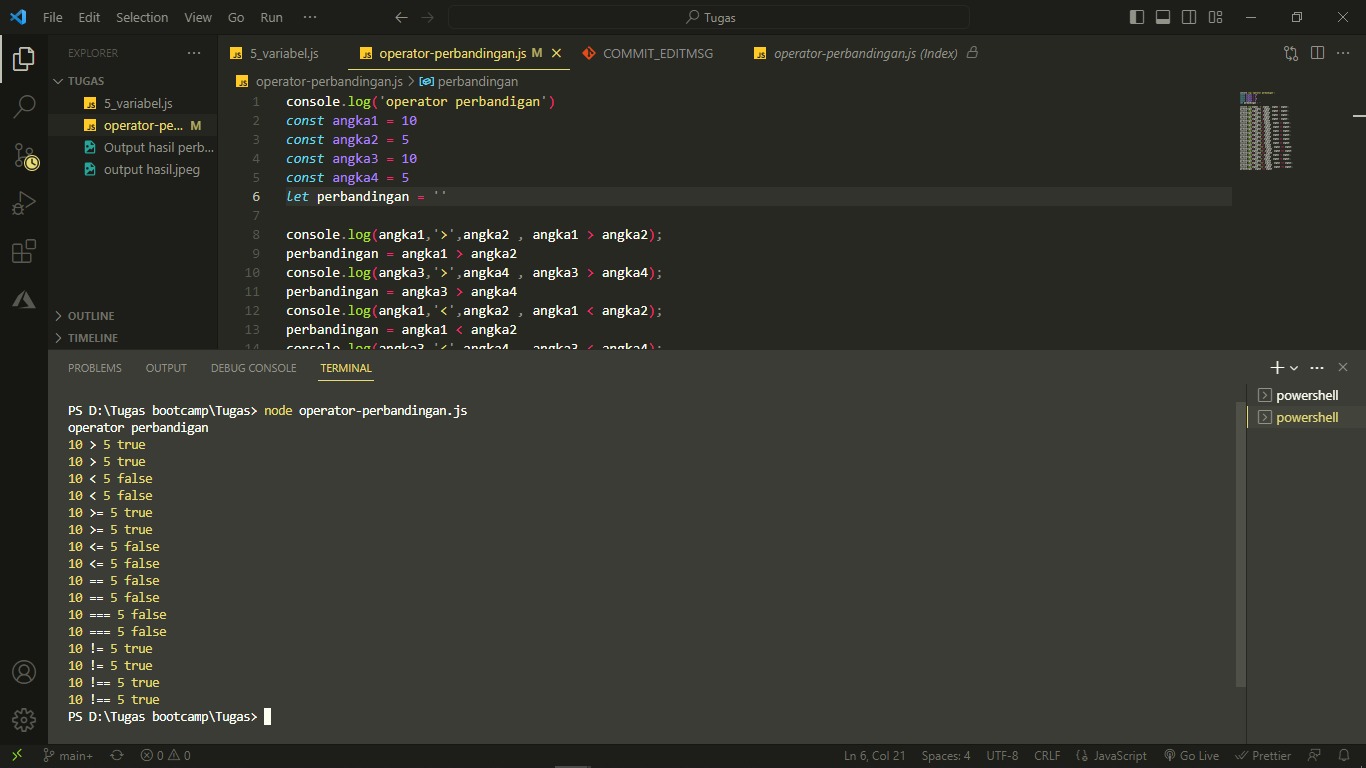 File Edit Selection View Go Run ··· Tugas
EXPLORER ···
5_variabel.js operator-perbandingan.js M COMMIT_EDITMSG operator-perbandingan.js (Index) ···
TUGAS
5_variabel.js
operator-pe... M
Output hasil perb...
output hasil.jpeg
OUTLINE
TIMELINE
operator-perbandingan.js > perbandingan
1 console.log('operator perbandigan')
2 const angka1 = 10
3 const angka2 = 5
4 const angka3 = 10
5 const angka4 = 5
6 let perbandingan = ''
7
8 console.log(angka1,'>',angka2 , angka1 > angka2);
9 perbandingan = angka1 > angka2
10 console.log(angka3,'>',angka4 , angka3 > angka4);
11 perbandingan = angka3 > angka4
12 console.log(angka1,'<',angka2 , angka1 < angka2);
13 perbandingan = angka1 < angka2
14 console.log(angka3,'<',angka4 , angka3 < angka4);
PROBLEMS OUTPUT DEBUG CONSOLE TERMINAL ···
PS D:\Tugas bootcamp\Tugas> node operator-perbandingan.js
operator perbandigan
10 > 5 true
10 > 5 true
10 < 5 false
10 < 5 false
10 >= 5 true
10 >= 5 true
10 <= 5 false
10 <= 5 false
10 == 5 false
10 == 5 false
10 === 5 false
10 === 5 false
10 != 5 true
10 != 5 true
10 !== 5 true
10 !== 5 true
PS D:\Tugas bootcamp\Tugas>
powershell
powershell
main+ 0 0 Ln 6, Col 21 Spaces: 4 UTF-8 CRLF {} JavaScript Go Live Prettier